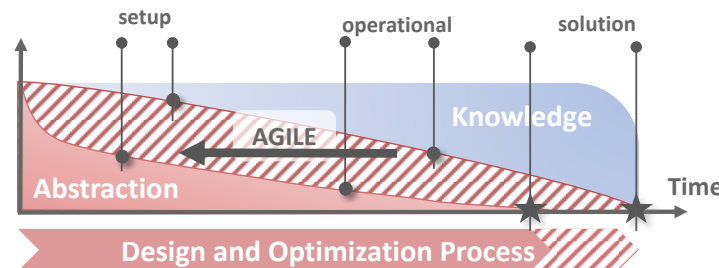 setup
operational
solution
Knowledge
AGILE
Abstraction
Time
Design and Optimization Process